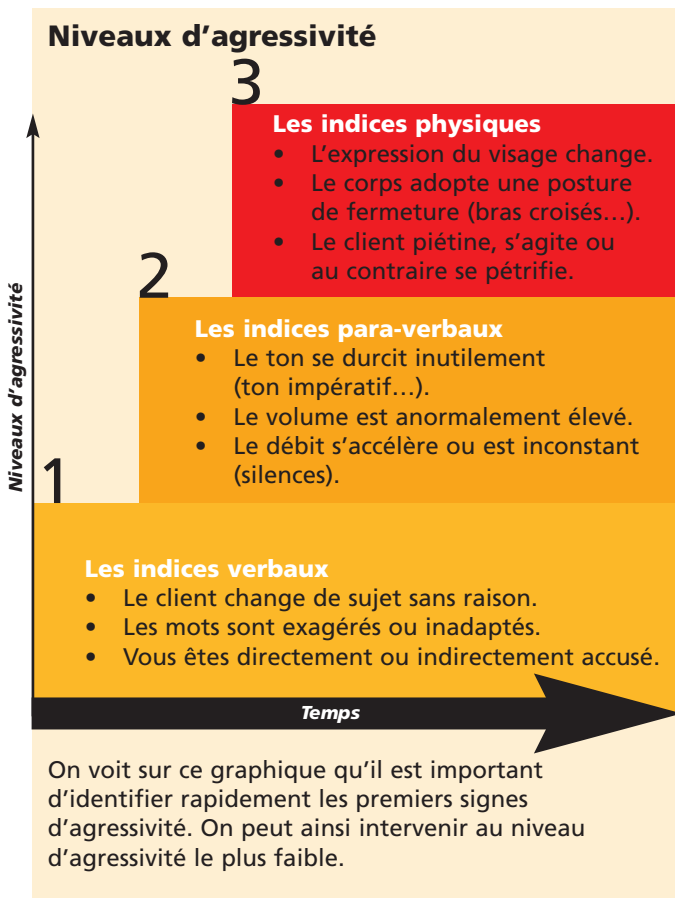 Niveaux d'agressivité
3
Les indices physiques
• L'expression du visage change.
• Le corps adopte une posture
de fermeture (bras croisés…).
• Le client piétine, s'agite ou
au contraire se pétrifie.
2
Les indices para-verbaux
• Le ton se durcit inutilement
(ton impératif…).
• Le volume est anormalement élevé.
• Le débit s'accélère ou est inconstant
(silences).
Niveaux d'agressivité
1
Les indices verbaux
• Le client change de sujet sans raison.
• Les mots sont exagérés ou inadaptés.
• Vous êtes directement ou indirectement accusé.
Temps
On voit sur ce graphique qu'il est important
d'identifier rapidement les premiers signes
d'agressivité. On peut ainsi intervenir au niveau
d'agressivité le plus faible.